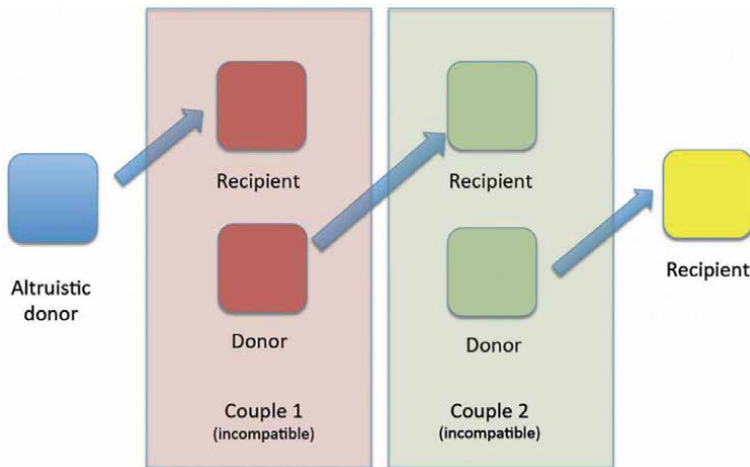 Altruistic
donor
Recipient
Donor
Couple 1
(incompatible)
Recipient
Donor
Couple 2
(incompatible)
Recipient